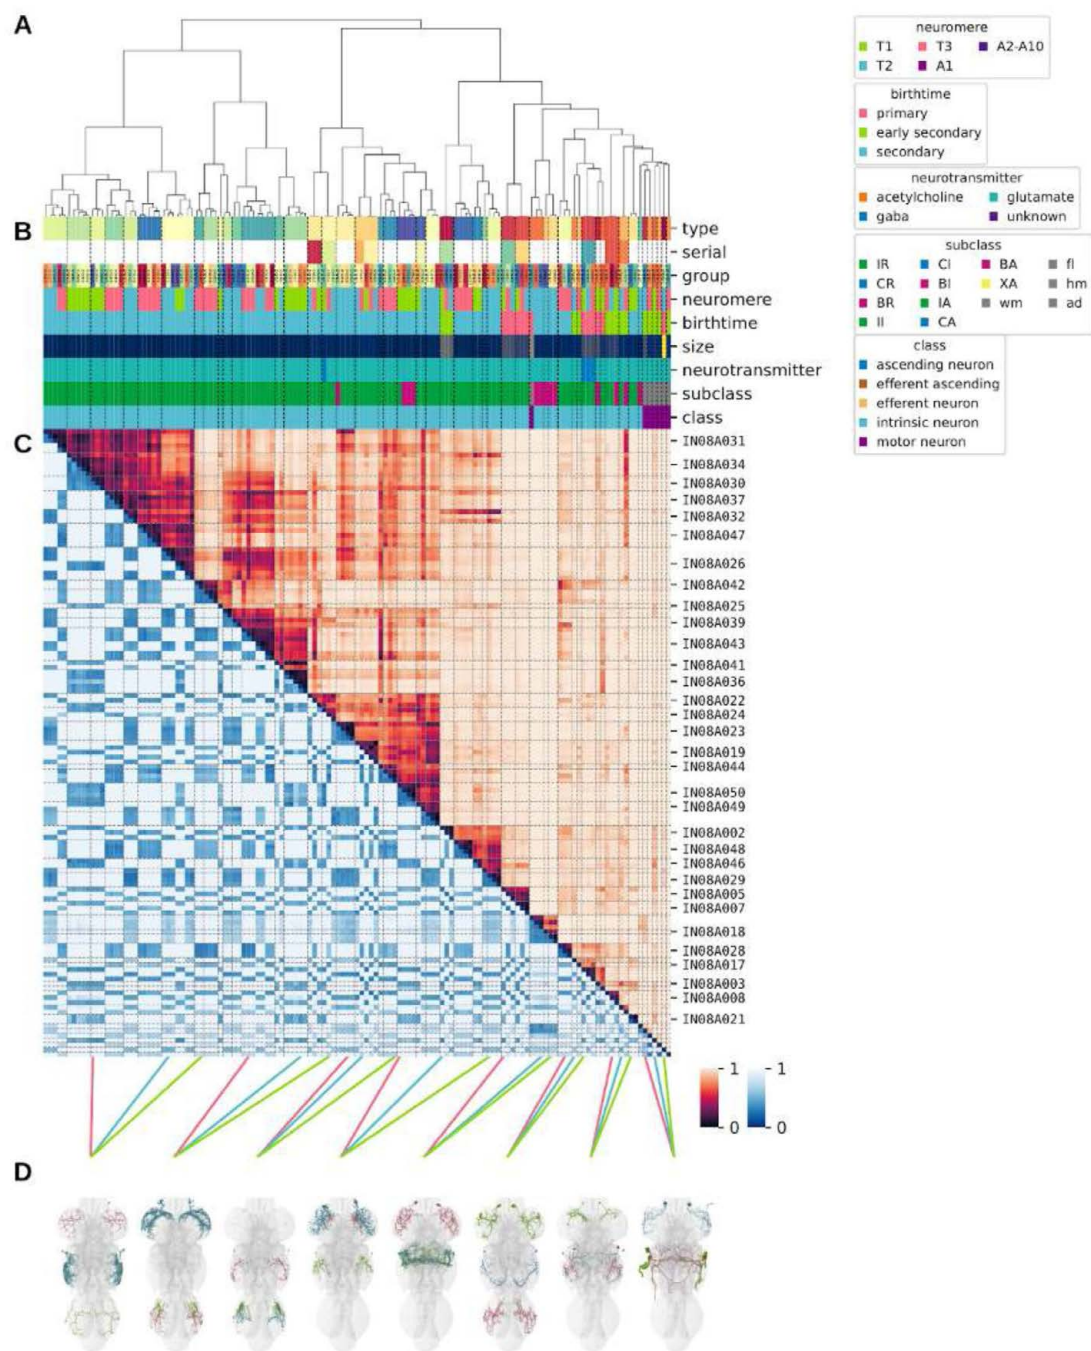 A
neuromere
T1 T3 A2-A10
T2 A1
birthtime
primary
early secondary
secondary
neurotransmitter
acetylcholine glutamate
gaba unknown
subclass
IR CI BA fl
CR BI XA hm
BR IA wm ad
II CA
class
ascending neuron
efferent ascending
efferent neuron
intrinsic neuron
motor neuron
B
type
serial
group
neuromere
birthtime
size
neurotransmitter
subclass
class
C
IN08A031
IN08A034
IN08A030
IN08A037
IN08A032
IN08A047
IN08A026
IN08A042
IN08A025
IN08A039
IN08A043
IN08A041
IN08A036
IN08A022
IN08A024
IN08A023
IN08A019
IN08A044
IN08A050
IN08A049
IN08A002
IN08A048
IN08A046
IN08A029
IN08A005
IN08A007
IN08A018
IN08A028
IN08A017
IN08A003
IN08A008
IN08A021
1 1
0 0
D